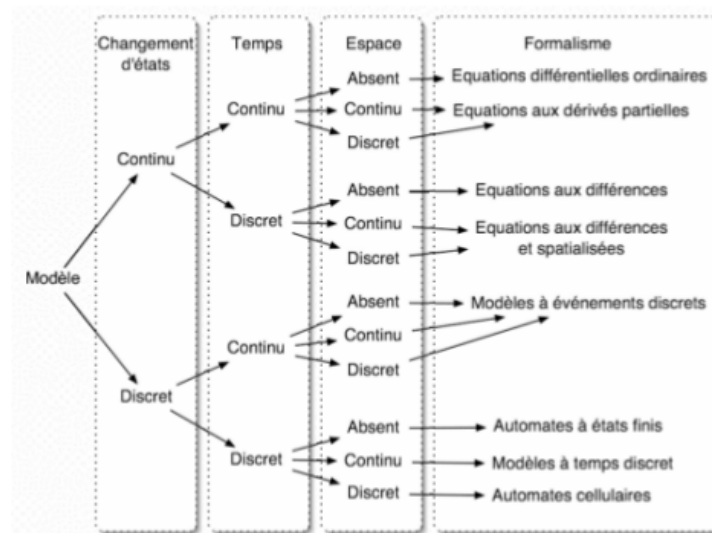 Changement
d'états
Temps
Espace
Formalisme
Absent
Equations différentielles ordinaires
Continu
Continu
Equations aux dérivés partielles
Discret
Continu
Absent
Equations aux différences
Discret
Continu
Equations aux différences
et spatialisées
Discret
Modèle
Absent
Modèles à événements discrets
Continu
Continu
Discret
Discret
Absent
Automates à états finis
Discret
Continu
Modèles à temps discret
Discret
Automates cellulaires